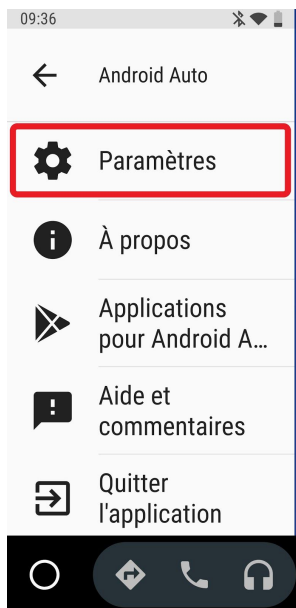 09:36
Android Auto
Paramètres
À propos
Applications
pour Android A...
Aide et
commentaires
Quitter
l'application